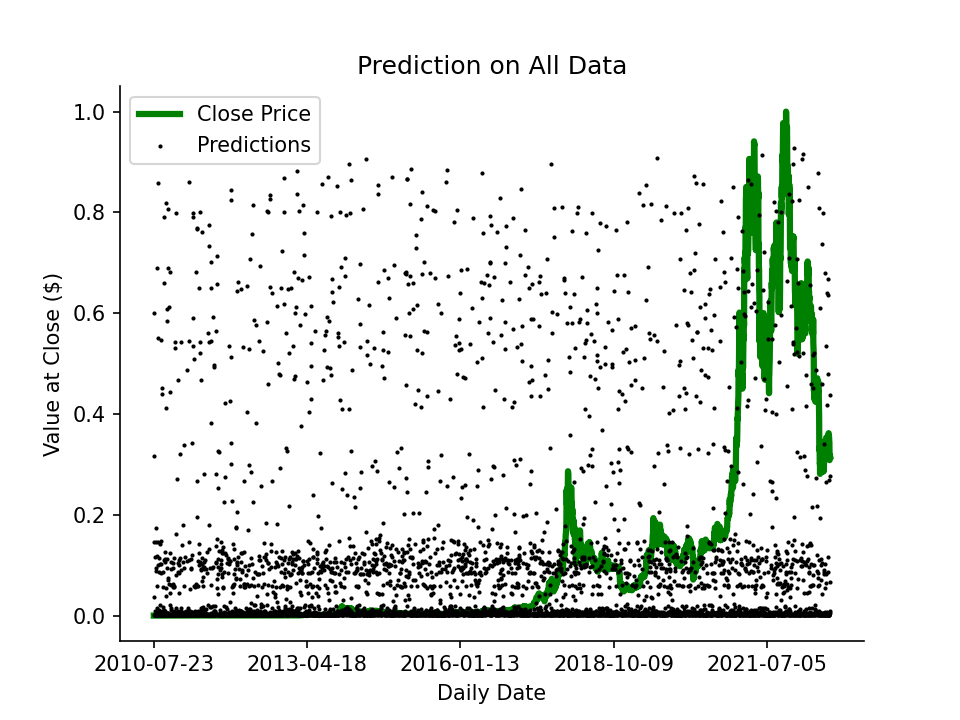 Prediction on All Data
Close Price
Predictions
1.0
0.8
0.6
0.4
0.2
0.0
Value at Close ($)
2010-07-23 2013-04-18 2016-01-13 2018-10-09 2021-07-05
Daily Date